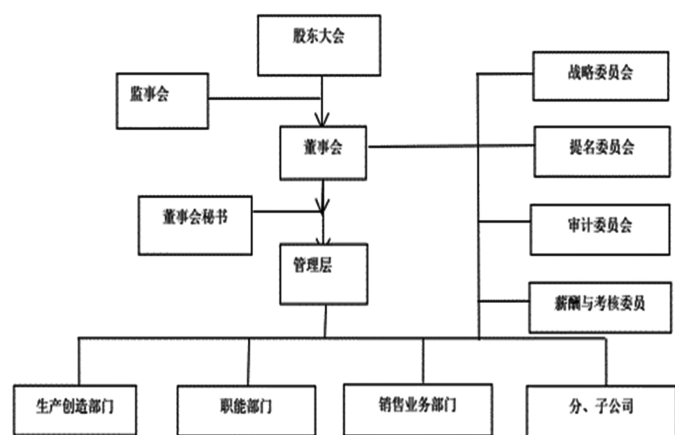 股东大会
战略委员会
监事会
董事会
提名委员会
董事会秘书
审计委员会
管理层
薪酬与考核委员
生产创造部门
职能部门
销售业务部门
分、子公司